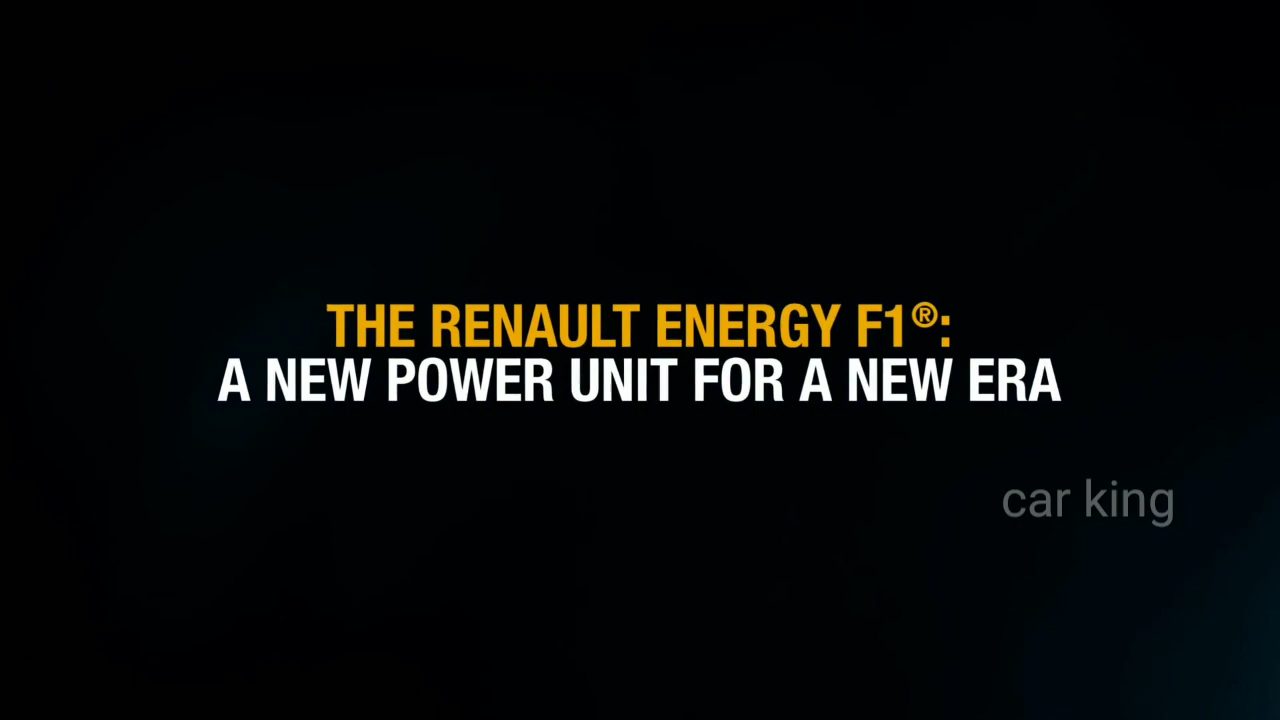 THE RENAULT ENERGY F1®:
A NEW POWER UNIT FOR A NEW ERA
car king